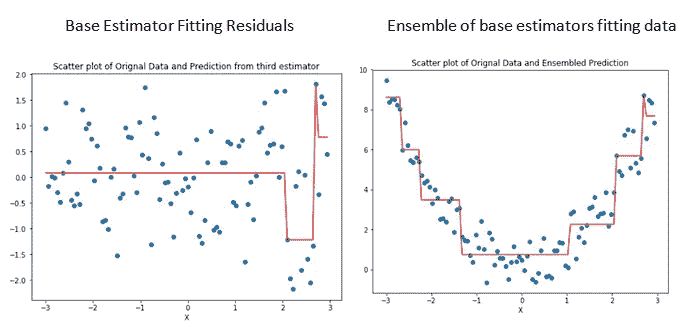 Base Estimator Fitting Residuals
Ensemble of base estimators fitting data
Scatter plot of Orignal Data and Prediction from third estimator
2.0
1.5
1.0
0.5
0.0
−0.5
−1.0
−1.5
−2.0
−3 −2 −1 0 1 2 3
X
Scatter plot of Orignal Data and Ensembled Prediction
10
8
6
4
2
0
−3 −2 −1 0 1 2 3
X